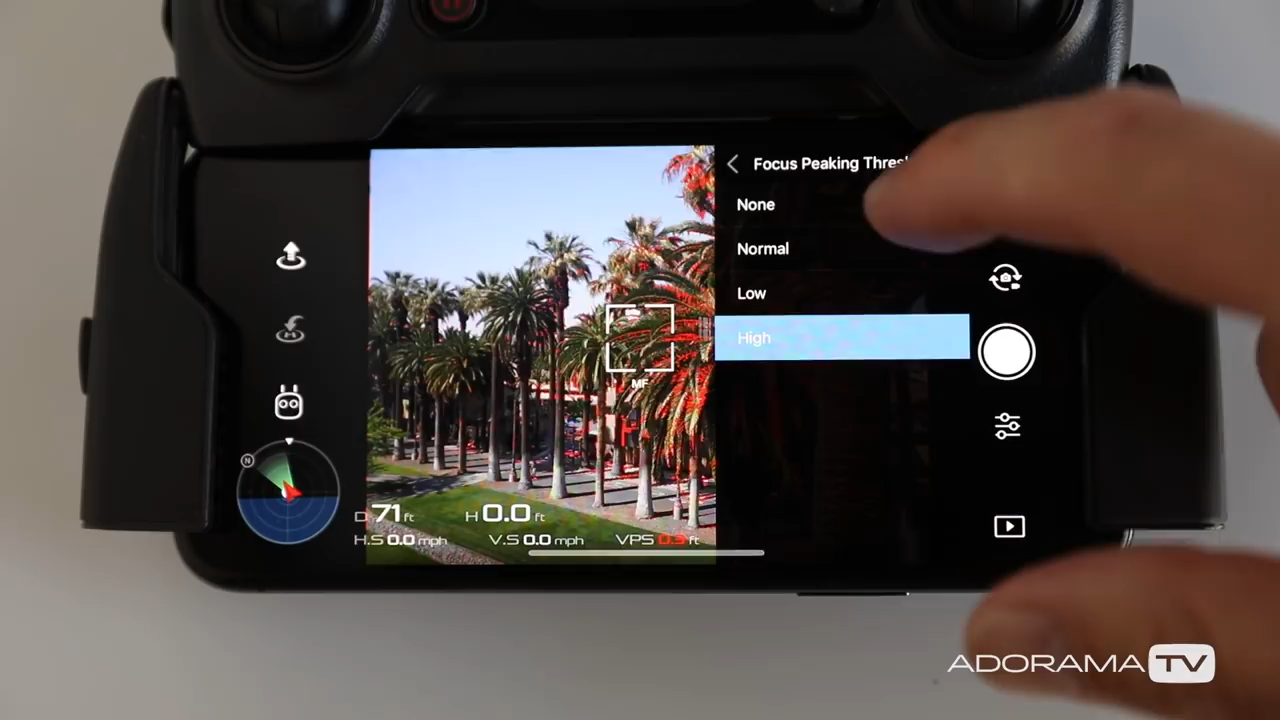 Focus Peaking
None
Normal
Low
High
MF
N
D 71 ft
H 0.0 ft
H.S 0.0 mph
V.S 0.0 mph
VPS 0.3 ft
ADORAMA TV